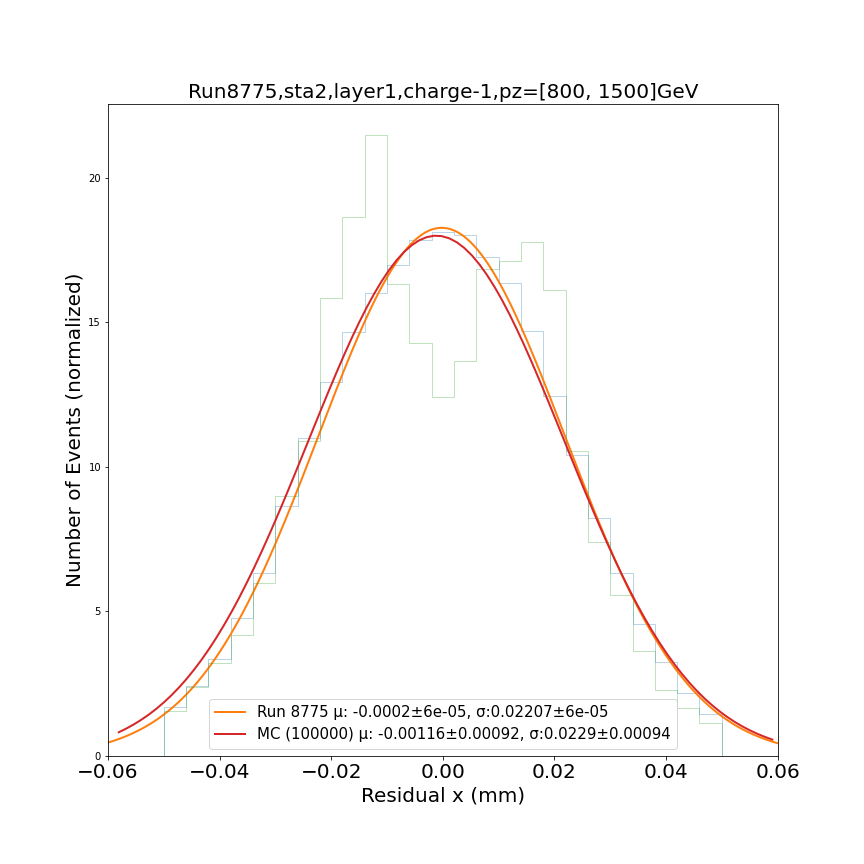 Run8775,sta2,layer1,charge-1,pz=[800, 1500]GeV
Number of Events (normalized)
20
15
10
5
0
Run 8775 μ: -0.0002±6e-05, σ:0.02207±6e-05
MC (100000) μ: -0.00116±0.00092, σ:0.0229±0.00094
−0.06 −0.04 −0.02 0.00 0.02 0.04 0.06
Residual x (mm)